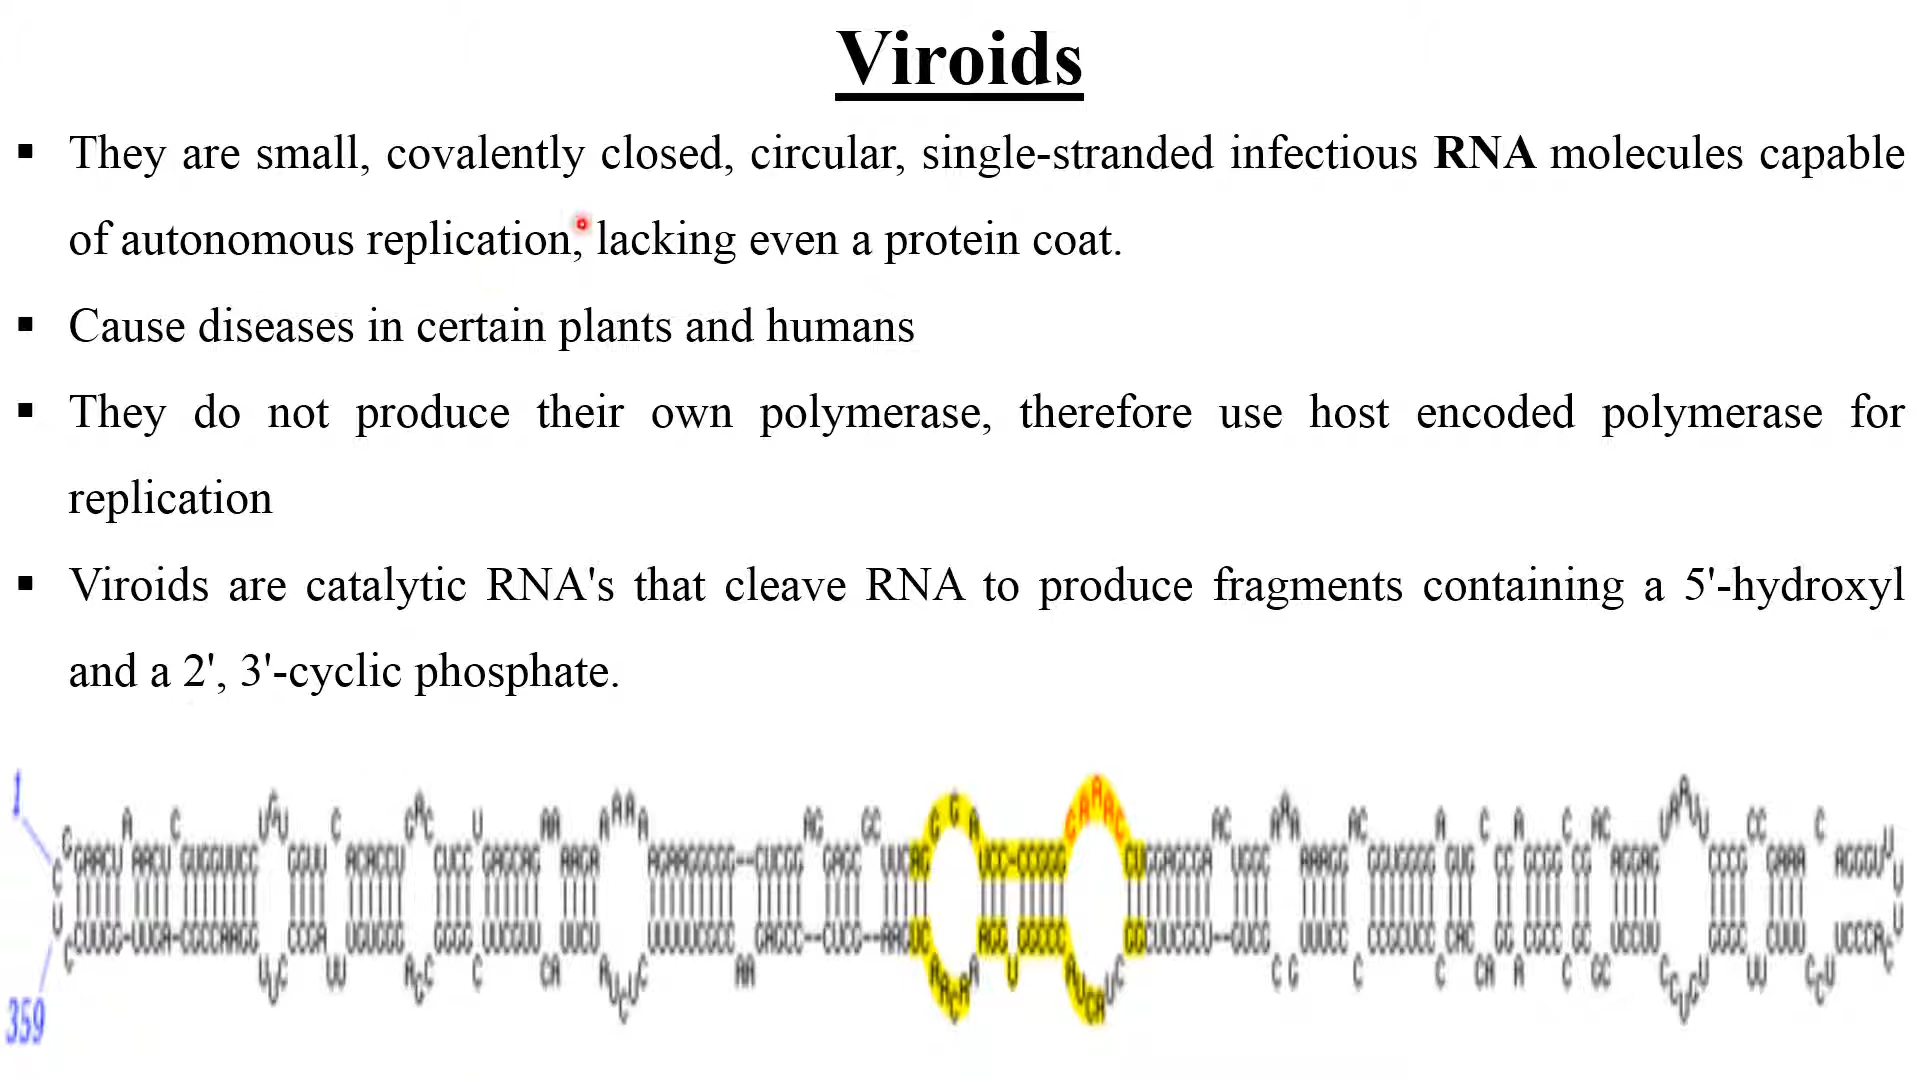 Viroids
▪ They are small, covalently closed, circular, single-stranded infectious RNA molecules capable
of autonomous replication, lacking even a protein coat.
▪ Cause diseases in certain plants and humans
▪ They do not produce their own polymerase, therefore use host encoded polymerase for
replication
▪ Viroids are catalytic RNA's that cleave RNA to produce fragments containing a 5'-hydroxyl
and a 2', 3'-cyclic phosphate.
1
359